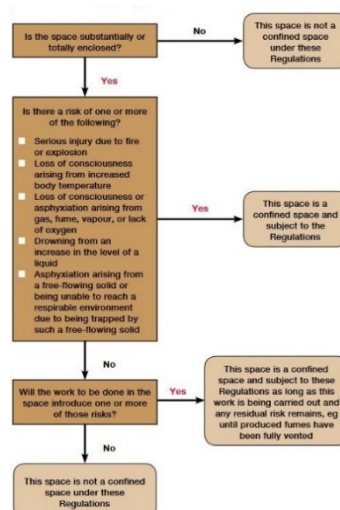 Is the space substantially or
totally enclosed?
No
This space is not a
confined space
under these
Regulations
Yes
Is there a risk of one or more
of the following?
Serious injury due to fire
or explosion
Loss of consciousness
arising from increased
body temperature
Loss of consciousness or
asphyxiation arising from
gas, fume, vapour, or lack
of oxygen
Drowning from an
increase in the level of a
liquid
Asphyxiation arising from
a free-flowing solid or
being unable to reach a
respirable environment
due to being trapped by
such a free-flowing solid
Yes
This space is a
confined space and
subject to the
Regulations
No
Will the work to be done in the
space introduce one or more
of those risks?
Yes
This space is a confined
space and subject to these
Regulations as long as this
work is being carried out and
any residual risk remains, eg
until produced fumes have
been fully vented
No
This space is not a confined
space under these
Regulations